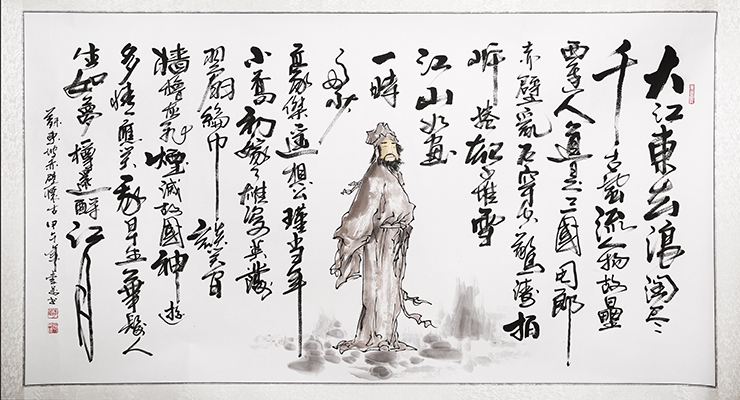 大江東去浪淘盡
千古風流人物故壘
西邊人道是三國周郎
赤壁亂石穿空驚濤拍
岸捲起千堆雪
江山如畫
一時
多少
豪傑遙想公瑾當年
小喬初嫁了雄姿英發
羽扇綸巾談笑間
檣櫓灰飛煙滅故國神遊
多情應笑我早生華髮人
生如夢樽還酹江月
蘇東坡赤壁懷古甲午年